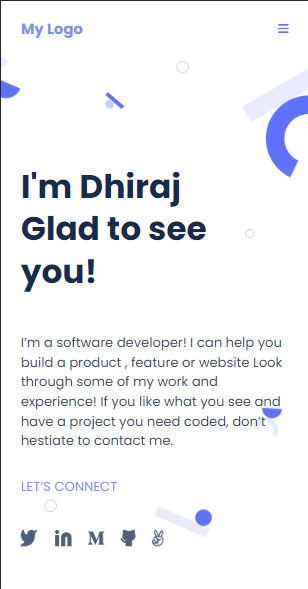 My Logo
I'm Dhiraj
Glad to see
you!
I’m a software developer! I can help you
build a product , feature or website Look
through some of my work and
experience! If you like what you see and
have a project you need coded, don’t
hestiate to contact me.
LET’S CONNECT